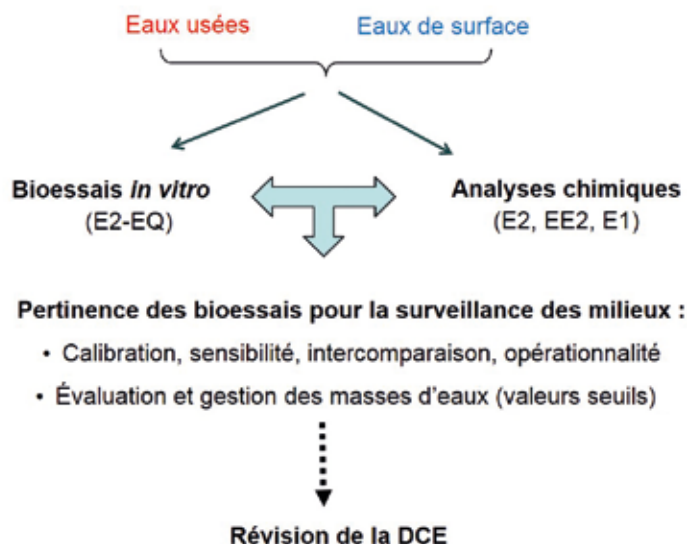 Eaux usées Eaux de surface
Bioessais in vitro Analyses chimiques
(E2-EQ) (E2, EE2, E1)
Pertinence des bioessais pour la surveillance des milieux :
• Calibration, sensibilité, intercomparaison, opérationnalité
• Évaluation et gestion des masses d'eaux (valeurs seuils)
Révision de la DCE